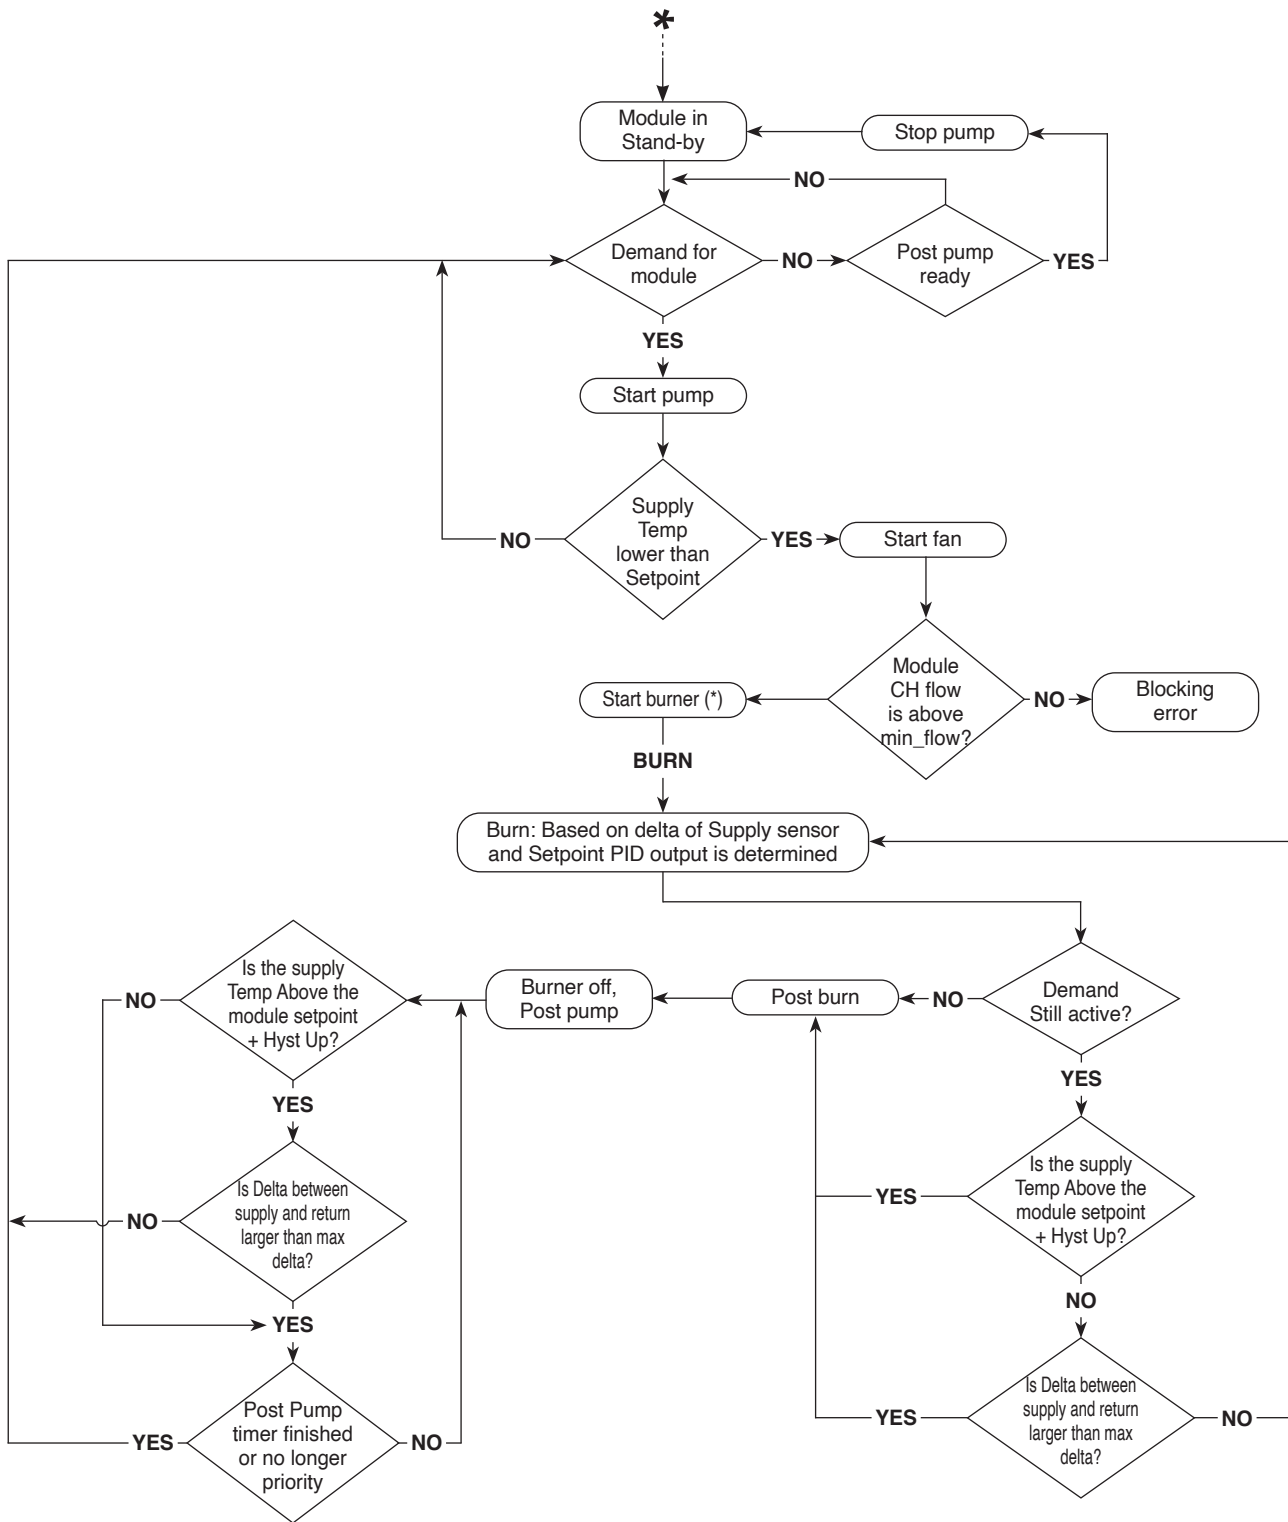 *
Module in
Stand-by
Stop pump
NO
Demand for
module
NO
Post pump
ready
YES
YES
Start pump
Supply
Temp
lower than
Setpoint
NO
YES
Start fan
Module
CH flow
is above
min_flow?
Start burner (*)
NO
Blocking
error
BURN
Burn: Based on delta of Supply sensor
and Setpoint PID output is determined
Is the supply
Temp Above the
module setpoint
+ Hyst Up?
NO
Burner off,
Post pump
Post burn
NO
Demand
Still active?
YES
YES
Is the supply
Temp Above the
module setpoint
+ Hyst Up?
YES
Is Delta between
supply and return
larger than max
delta?
NO
NO
YES
Is Delta between
supply and return
larger than max
delta?
YES
NO
Post Pump
timer finished
or no longer
priority
YES
NO